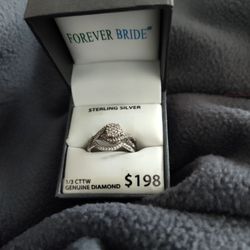 FOREVER BRIDE
STERLING SILVER
1/3 CTTW
GENUINE DIAMOND
$198